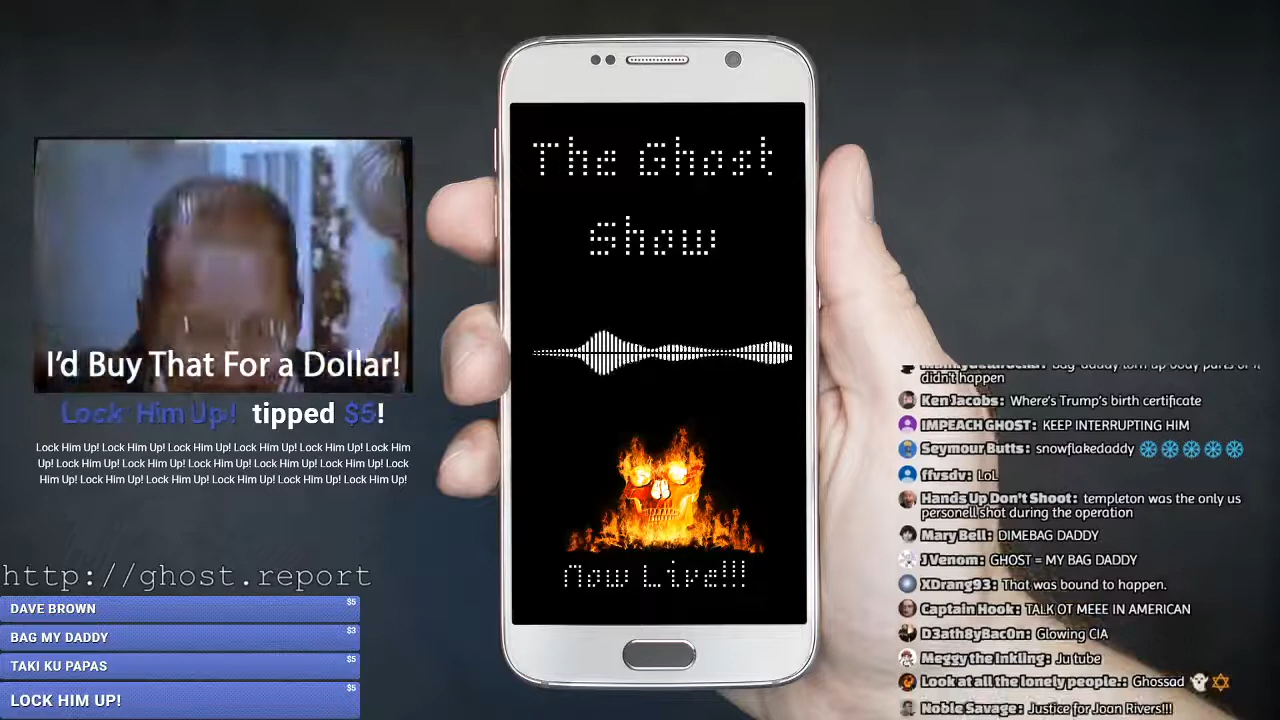 The Ghost
Show
Now Live!!!
I'd Buy That For a Dollar!
Lock Him Up! tipped $5!
Lock Him Up! Lock Him Up! Lock Him Up! Lock Him Up! Lock Him Up! Lock Him
Up! Lock Him Up! Lock Him Up! Lock Him Up! Lock Him Up! Lock Him Up! Lock
Him Up! Lock Him Up! Lock Him Up! Lock Him Up! Lock Him Up! Lock Him Up!
http://ghost.report
DAVE BROWN $5
BAG MY DADDY $3
TAKI KU PAPAS $5
LOCK HIM UP! $5
didn't happen
Ken Jacobs: Where's Trump's birth certificate
IMPEACH GHOST: KEEP INTERRUPTING HIM
Seymour Butts: snowflakedaddy
ffvsdv: LoL
Hands Up Don't Shoot: templeton was the only us
personell shot during the operation
Mary Bell: DIMEBAG DADDY
J Venom: GHOST = MY BAG DADDY
XDrang93: That was bound to happen.
Captain Hook: TALK OT MEEE IN AMERICAN
D3ath8yBac0n: Glowing CIA
Meggy the Inkling: Ju tube
Look at all the lonely people.: Ghossad
Noble Savage: Justice for Joan Rivers!!!